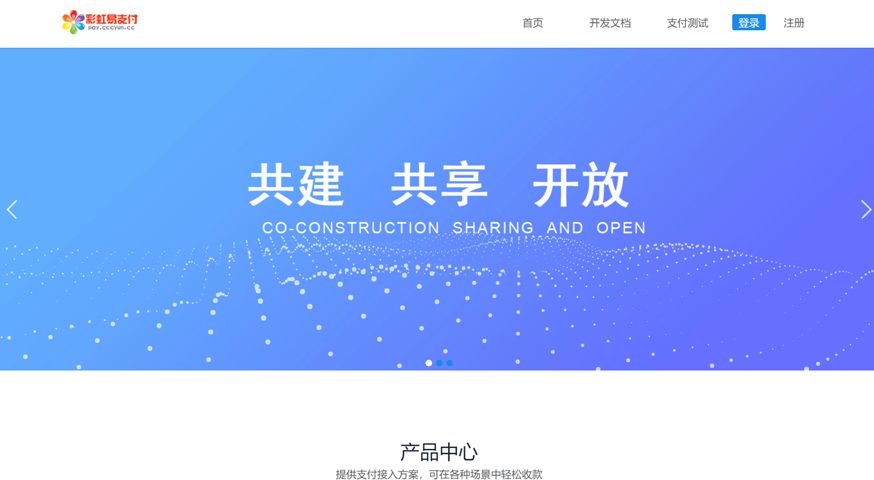 彩虹易支付
pay.cccyun.cc
首页
开发文档
支付测试
登录
注册
共建 共享 开放
CO-CONSTRUCTION SHARING AND OPEN
产品中心
提供支付接入方案，可在各种场景中轻松收款